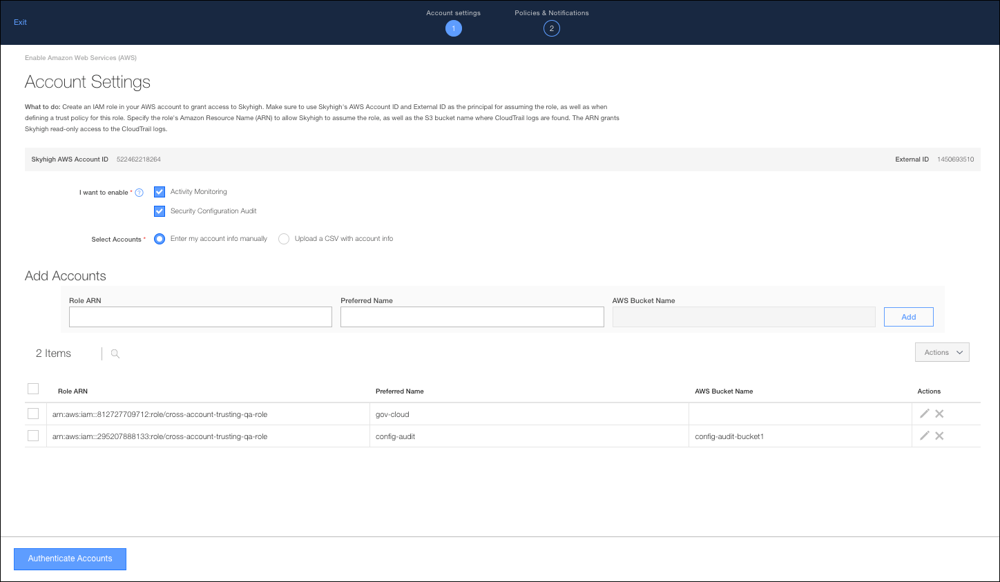 Exit
Account settings
1
Policies & Notifications
2
Enable Amazon Web Services (AWS)
Account Settings
What to do: Create an IAM role in your AWS account to grant access to Skyhigh. Make sure to use Skyhigh's AWS Account ID and External ID as the principal for assuming the role, as well as when
defining a trust policy for this role. Specify the role's Amazon Resource Name (ARN) to allow Skyhigh to assume the role, as well as the S3 bucket name where CloudTrail logs are found. The ARN grants
Skyhigh read-only access to the CloudTrail logs.
Skyhigh AWS Account ID 522462218264
External ID 1450693510
I want to enable * ?
Activity Monitoring
Security Configuration Audit
Select Accounts *
Enter my account info manually
Upload a CSV with account info
Add Accounts
Role ARN
Preferred Name
AWS Bucket Name
Add
2 Items
Actions
Role ARN Preferred Name AWS Bucket Name Actions
arn:aws:iam::812727709712:role/cross-account-trusting-qa-role gov-cloud
arn:aws:iam::295207888133:role/cross-account-trusting-qa-role config-audit config-audit-bucket1
Authenticate Accounts